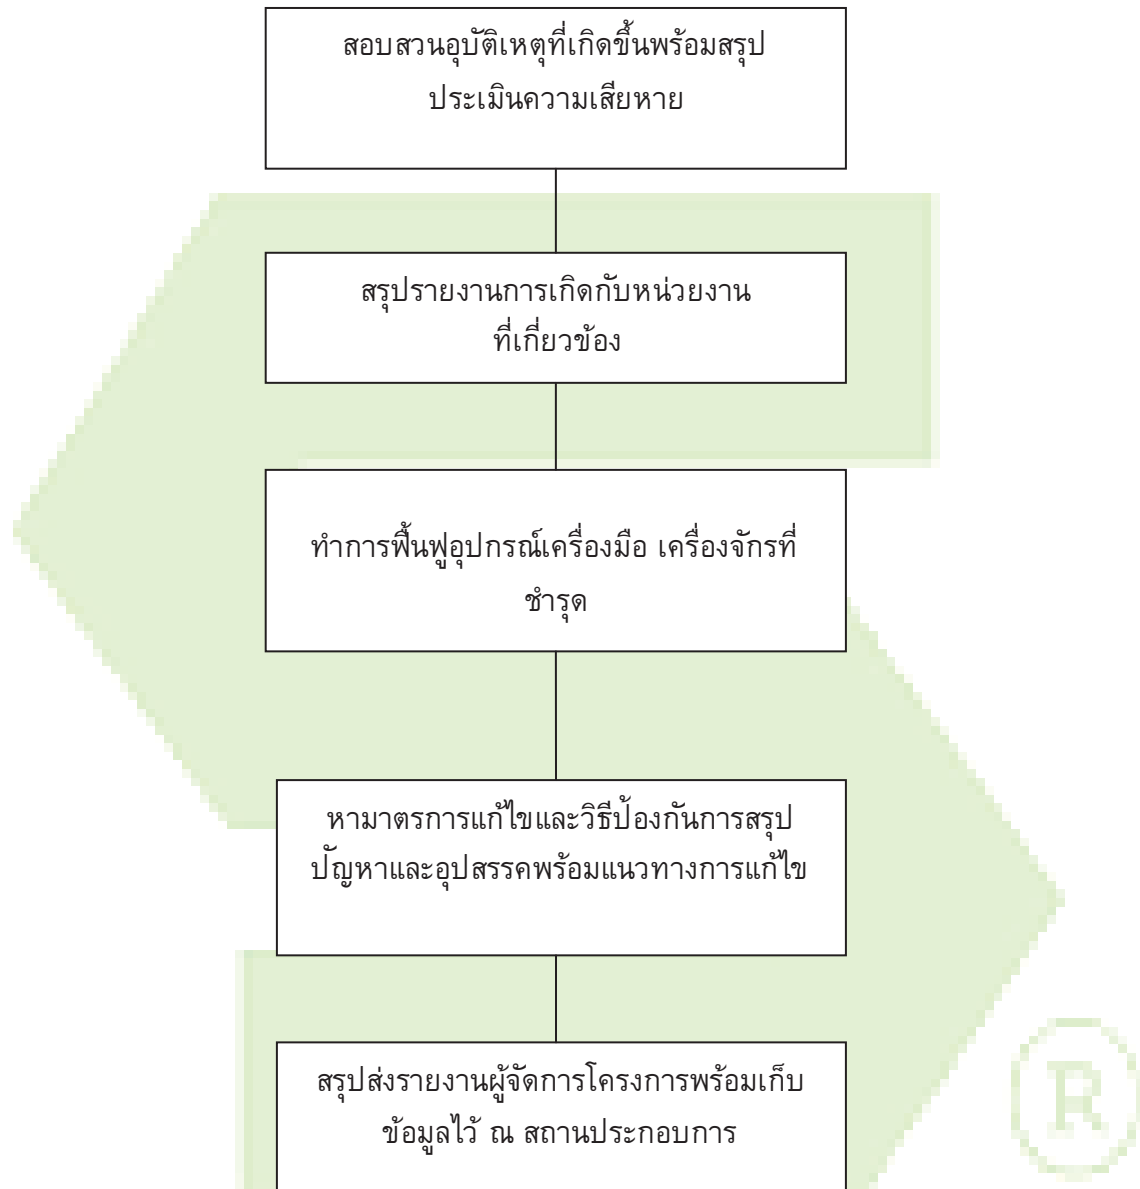 สอบสวนอุบัติเหตุที่เกิดขึ้นพร้อมสรุป
ประเมินความเสียหาย
สรุปรายงานการเกิดกับหน่วยงาน
ที่เกี่ยวข้อง
ทำการฟื้นฟูอุปกรณ์เครื่องมือ เครื่องจักรที่
ชำรุด
หามาตรการแก้ไขและวิธีป้องกันการสรุป
ปัญหาและอุปสรรคพร้อมแนวทางการแก้ไข
สรุปส่งรายงานผู้จัดการโครงการพร้อมเก็บ
ข้อมูลไว้ ณ สถานประกอบการ
®